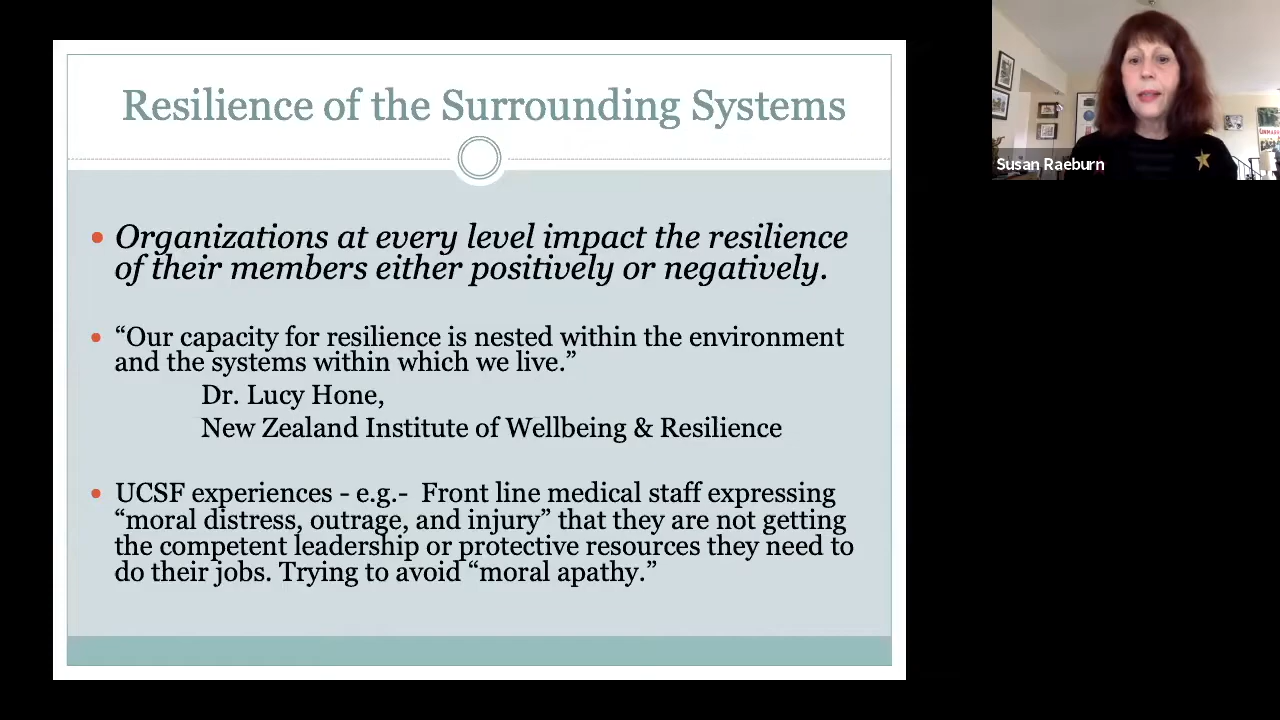 Resilience of the Surrounding Systems
Susan Raeburn
• Organizations at every level impact the resilience
of their members either positively or negatively.
• “Our capacity for resilience is nested within the environment
and the systems within which we live.”
Dr. Lucy Hone,
New Zealand Institute of Wellbeing & Resilience
• UCSF experiences - e.g.- Front line medical staff expressing
“moral distress, outrage, and injury” that they are not getting
the competent leadership or protective resources they need to
do their jobs. Trying to avoid “moral apathy.”